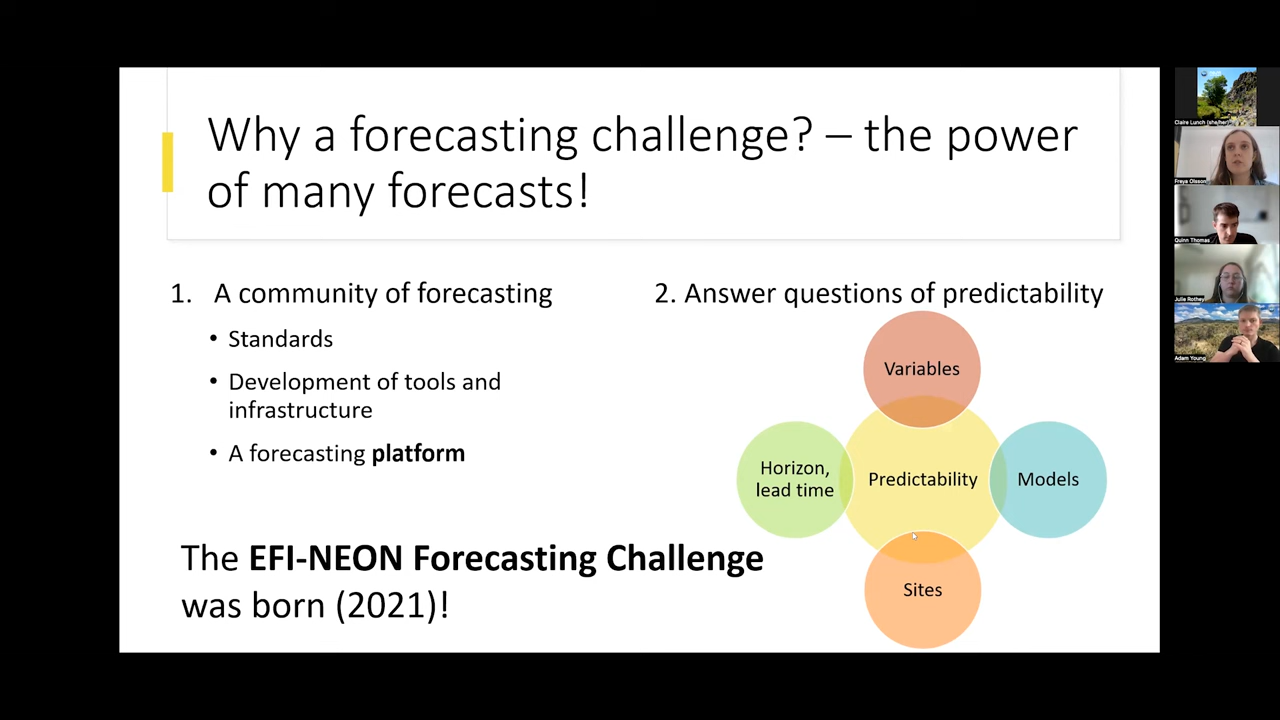 Why a forecasting challenge? – the power
of many forecasts!
1. A community of forecasting
• Standards
• Development of tools and
infrastructure
• A forecasting platform
2. Answer questions of predictability
Variables
Horizon,
lead time
Predictability
Models
Sites
The EFI-NEON Forecasting Challenge
was born (2021)!
Claire Lunch (she/her)
Freya Olsson
Quinn Thomas
Julie Rothey
Adam Young